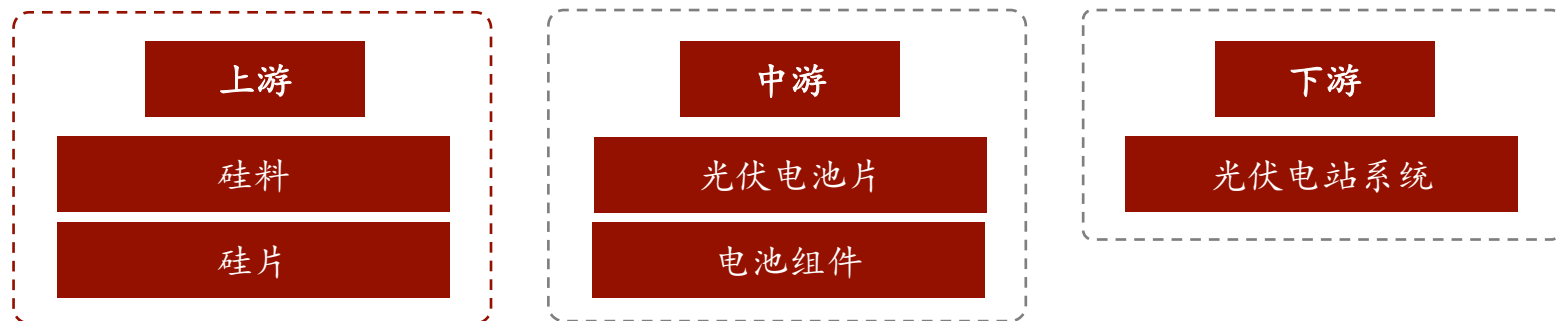 上游
硅料
硅片
中游
光伏电池片
电池组件
下游
光伏电站系统